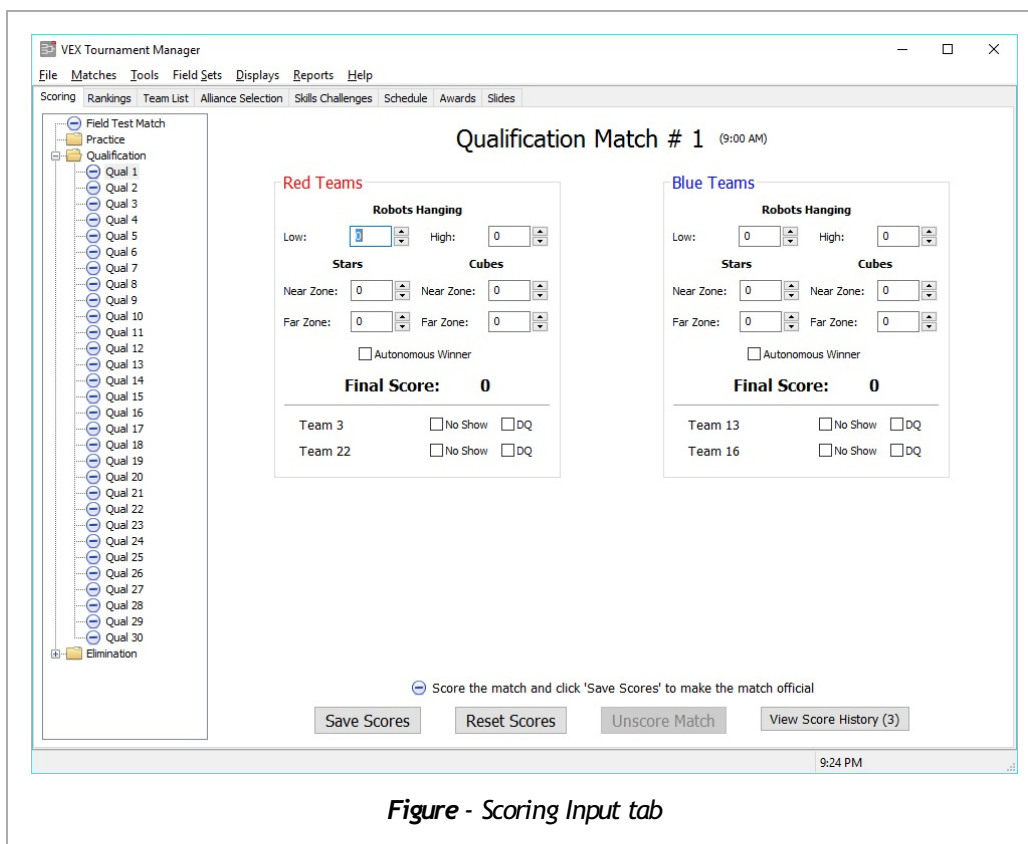 VEX Tournament Manager
File Matches Tools Field Sets Displays Reports Help
Scoring Rankings Team List Alliance Selection Skills Challenges Schedule Awards Slides
Field Test Match
Practice
Qualification
Qual 1
Qual 2
Qual 3
Qual 4
Qual 5
Qual 6
Qual 7
Qual 8
Qual 9
Qual 10
Qual 11
Qual 12
Qual 13
Qual 14
Qual 15
Qual 16
Qual 17
Qual 18
Qual 19
Qual 20
Qual 21
Qual 22
Qual 23
Qual 24
Qual 25
Qual 26
Qual 27
Qual 28
Qual 29
Qual 30
Elimination
Qualification Match # 1 (9:00 AM)
Red Teams
Robots Hanging
Low: 0 High: 0
Stars Cubes
Near Zone: 0 Near Zone: 0
Far Zone: 0 Far Zone: 0
Autonomous Winner
Final Score: 0
Team 3 No Show DQ
Team 22 No Show DQ
Blue Teams
Robots Hanging
Low: 0 High: 0
Stars Cubes
Near Zone: 0 Near Zone: 0
Far Zone: 0 Far Zone: 0
Autonomous Winner
Final Score: 0
Team 13 No Show DQ
Team 16 No Show DQ
Score the match and click 'Save Scores' to make the match official
Save Scores Reset Scores Unscore Match View Score History (3)
9:24 PM
Figure - Scoring Input tab